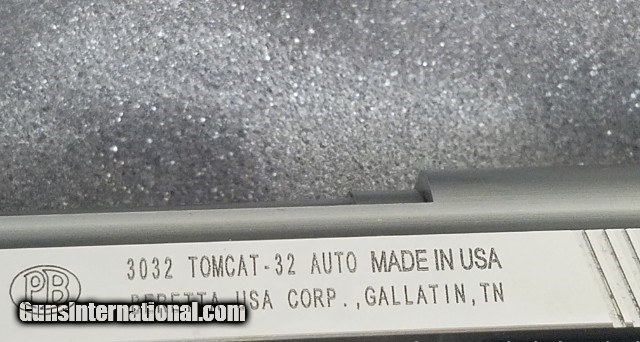 3032 TOMCAT-32 AUTO MADE IN USA
PB
BERETTA USA CORP., GALLATIN, TN
GunsInternational.com